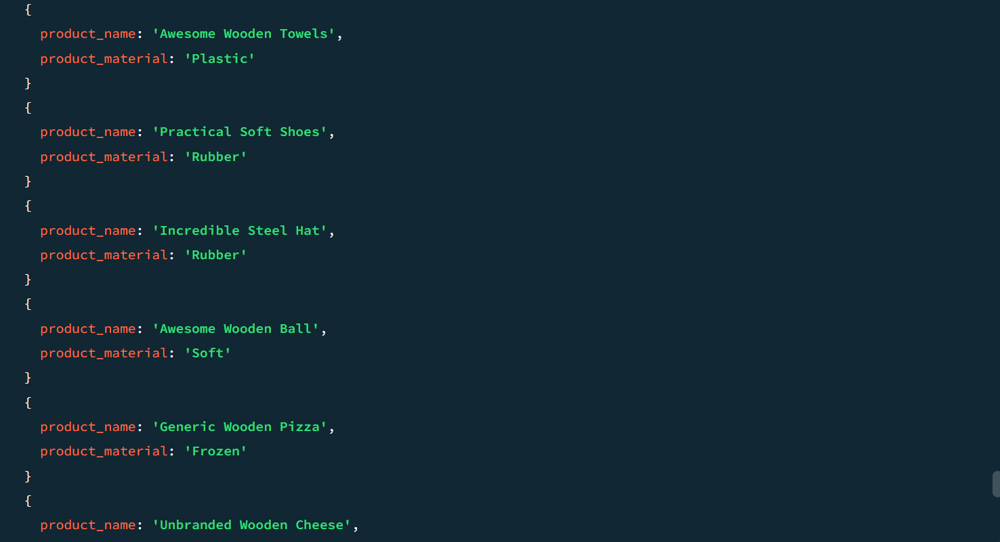 {
product_name: 'Awesome Wooden Towels',
product_material: 'Plastic'
}
{
product_name: 'Practical Soft Shoes',
product_material: 'Rubber'
}
{
product_name: 'Incredible Steel Hat',
product_material: 'Rubber'
}
{
product_name: 'Awesome Wooden Ball',
product_material: 'Soft'
}
{
product_name: 'Generic Wooden Pizza',
product_material: 'Frozen'
}
{
product_name: 'Unbranded Wooden Cheese',